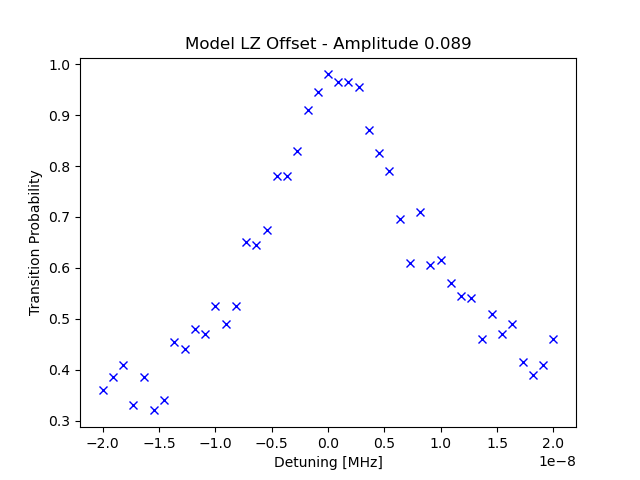 Model LZ Offset - Amplitude 0.089
Transition Probability
1.0
0.9
0.8
0.7
0.6
0.5
0.4
0.3
−2.0 −1.5 −1.0 −0.5 0.0 0.5 1.0 1.5 2.0
1e−8
Detuning [MHz]